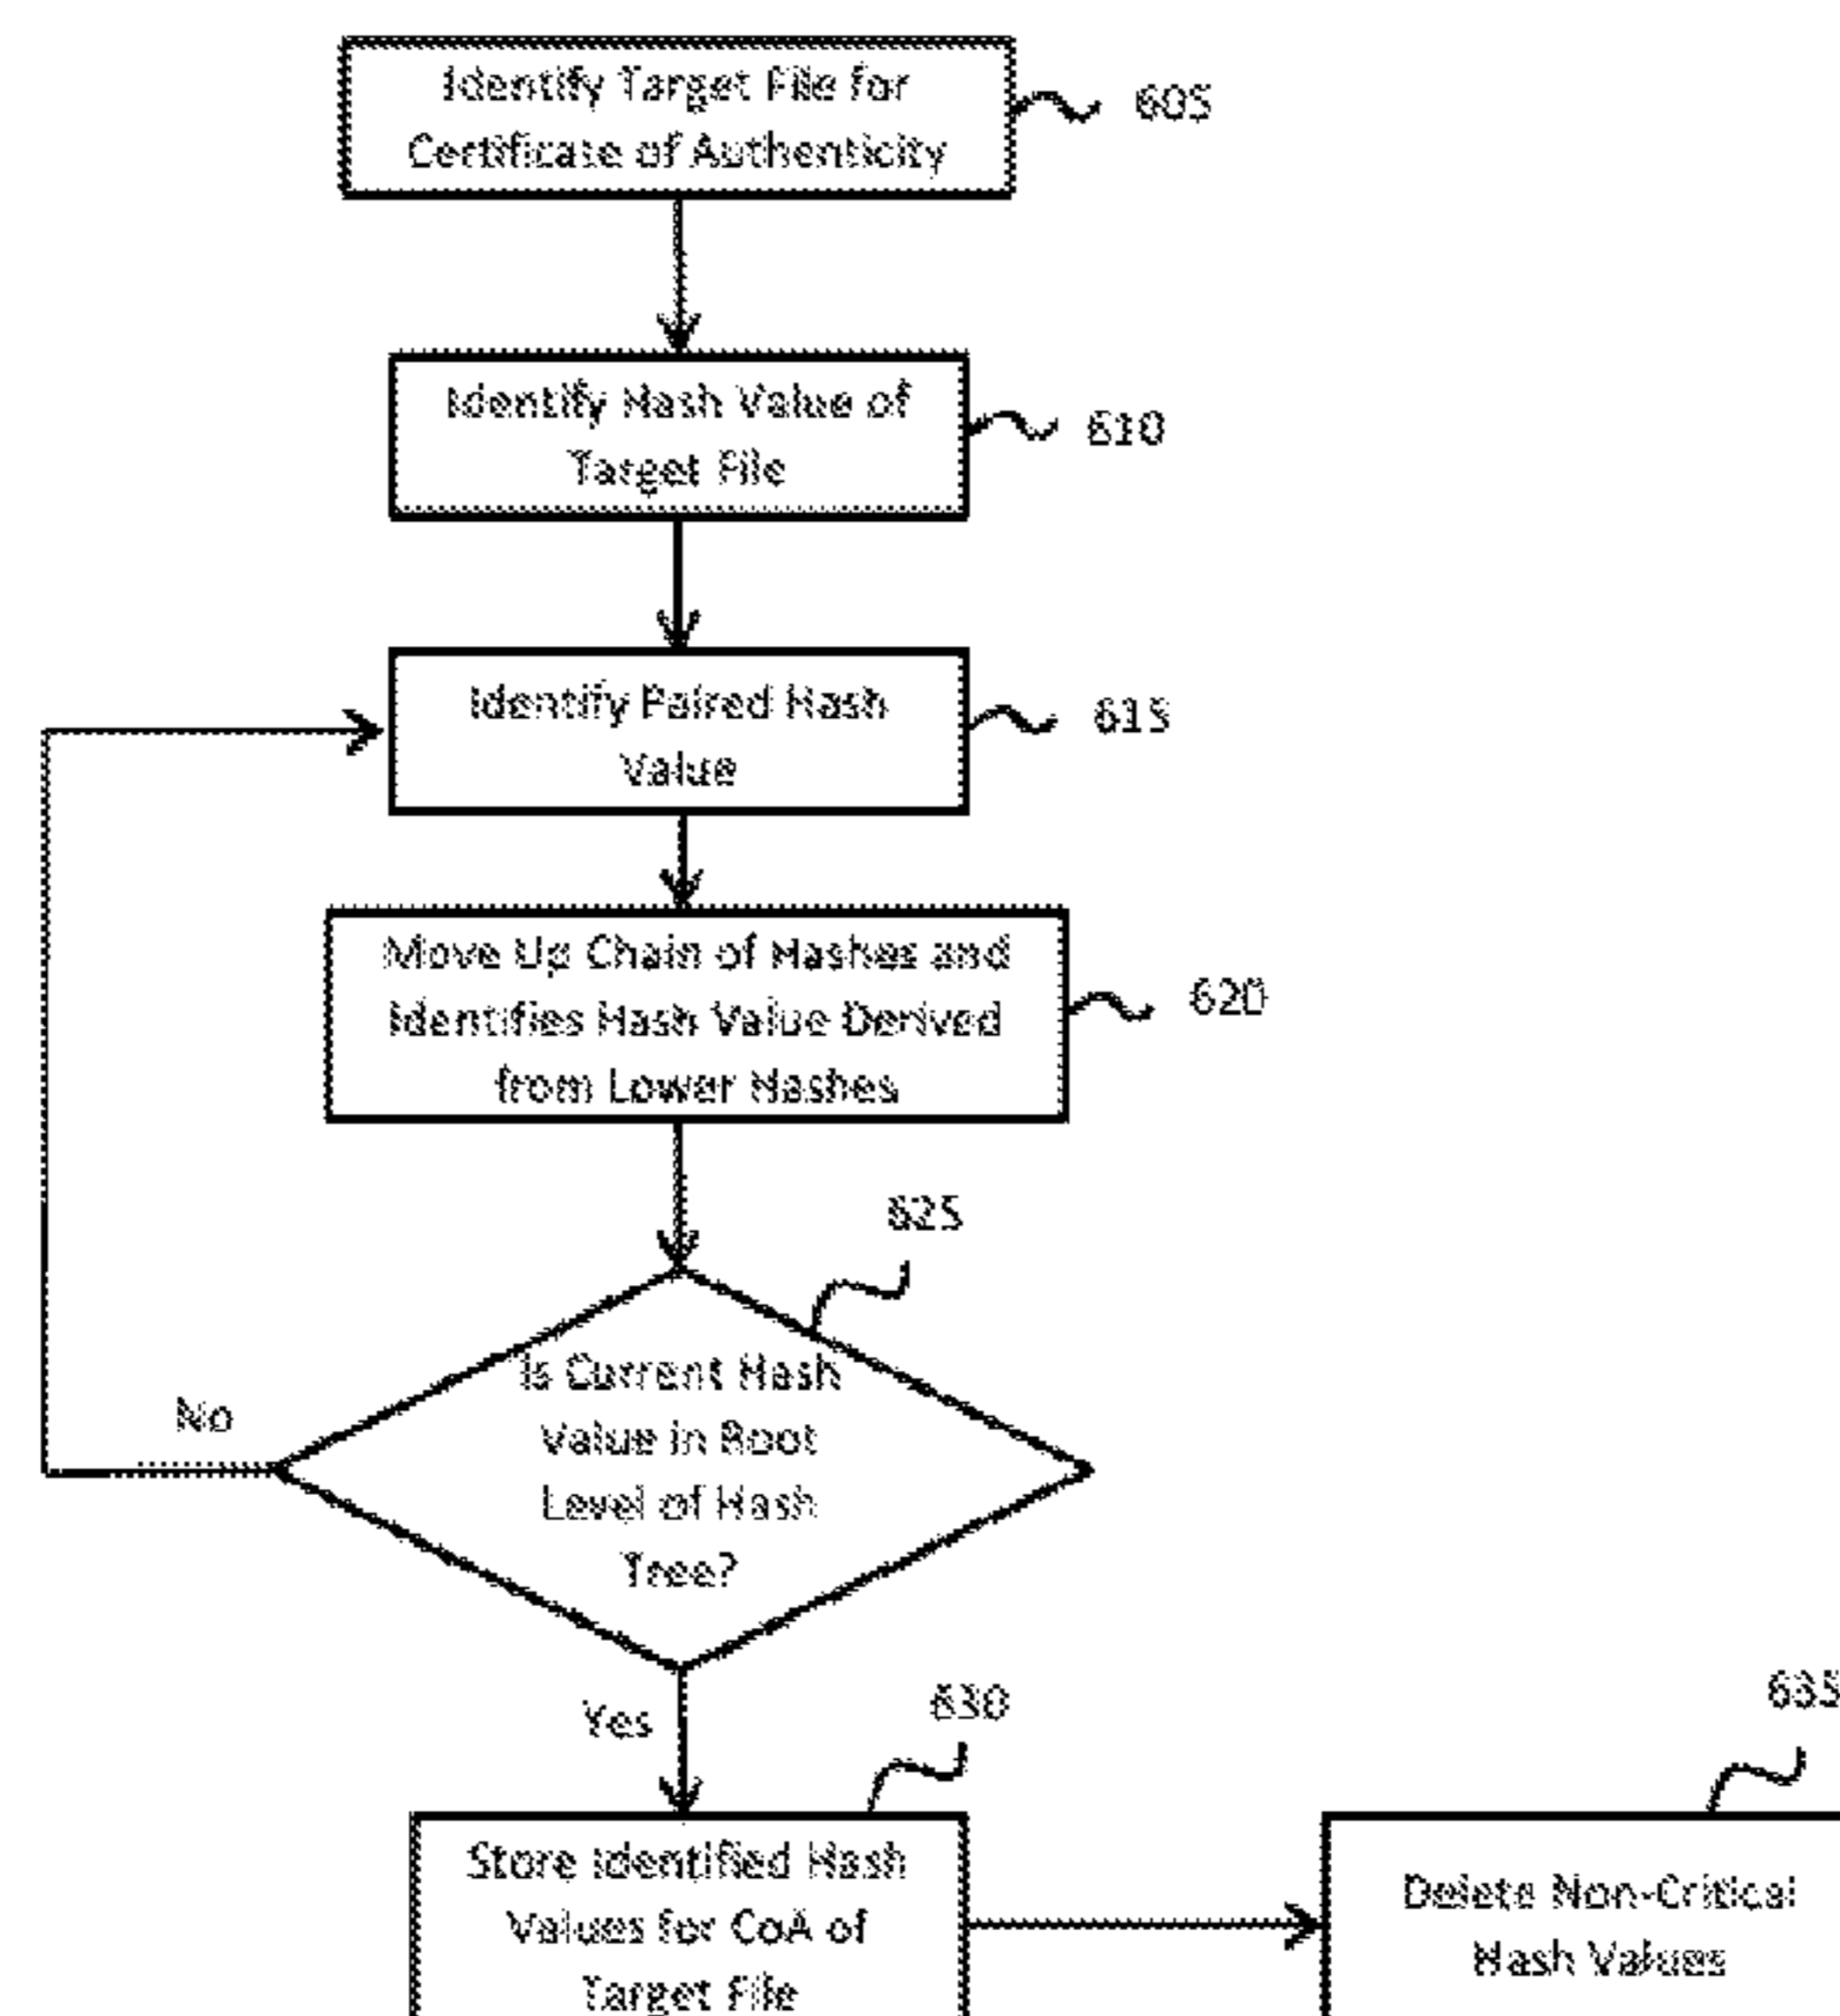 Identify Target File for
Certificate of Authenticity
605
Identify Hash Value of
Target File
610
Identify Paired Hash
Value
615
Move Up Chain of Hashes and
Identifies Hash Value Derived
from Lower Hashes
620
625
Is Current Hash
Value in Root
Level of Hash
Tree?
No
Yes
630
635
Store Identified Hash
Values for CoA of
Target File
Delete Non-Critical
Hash Values